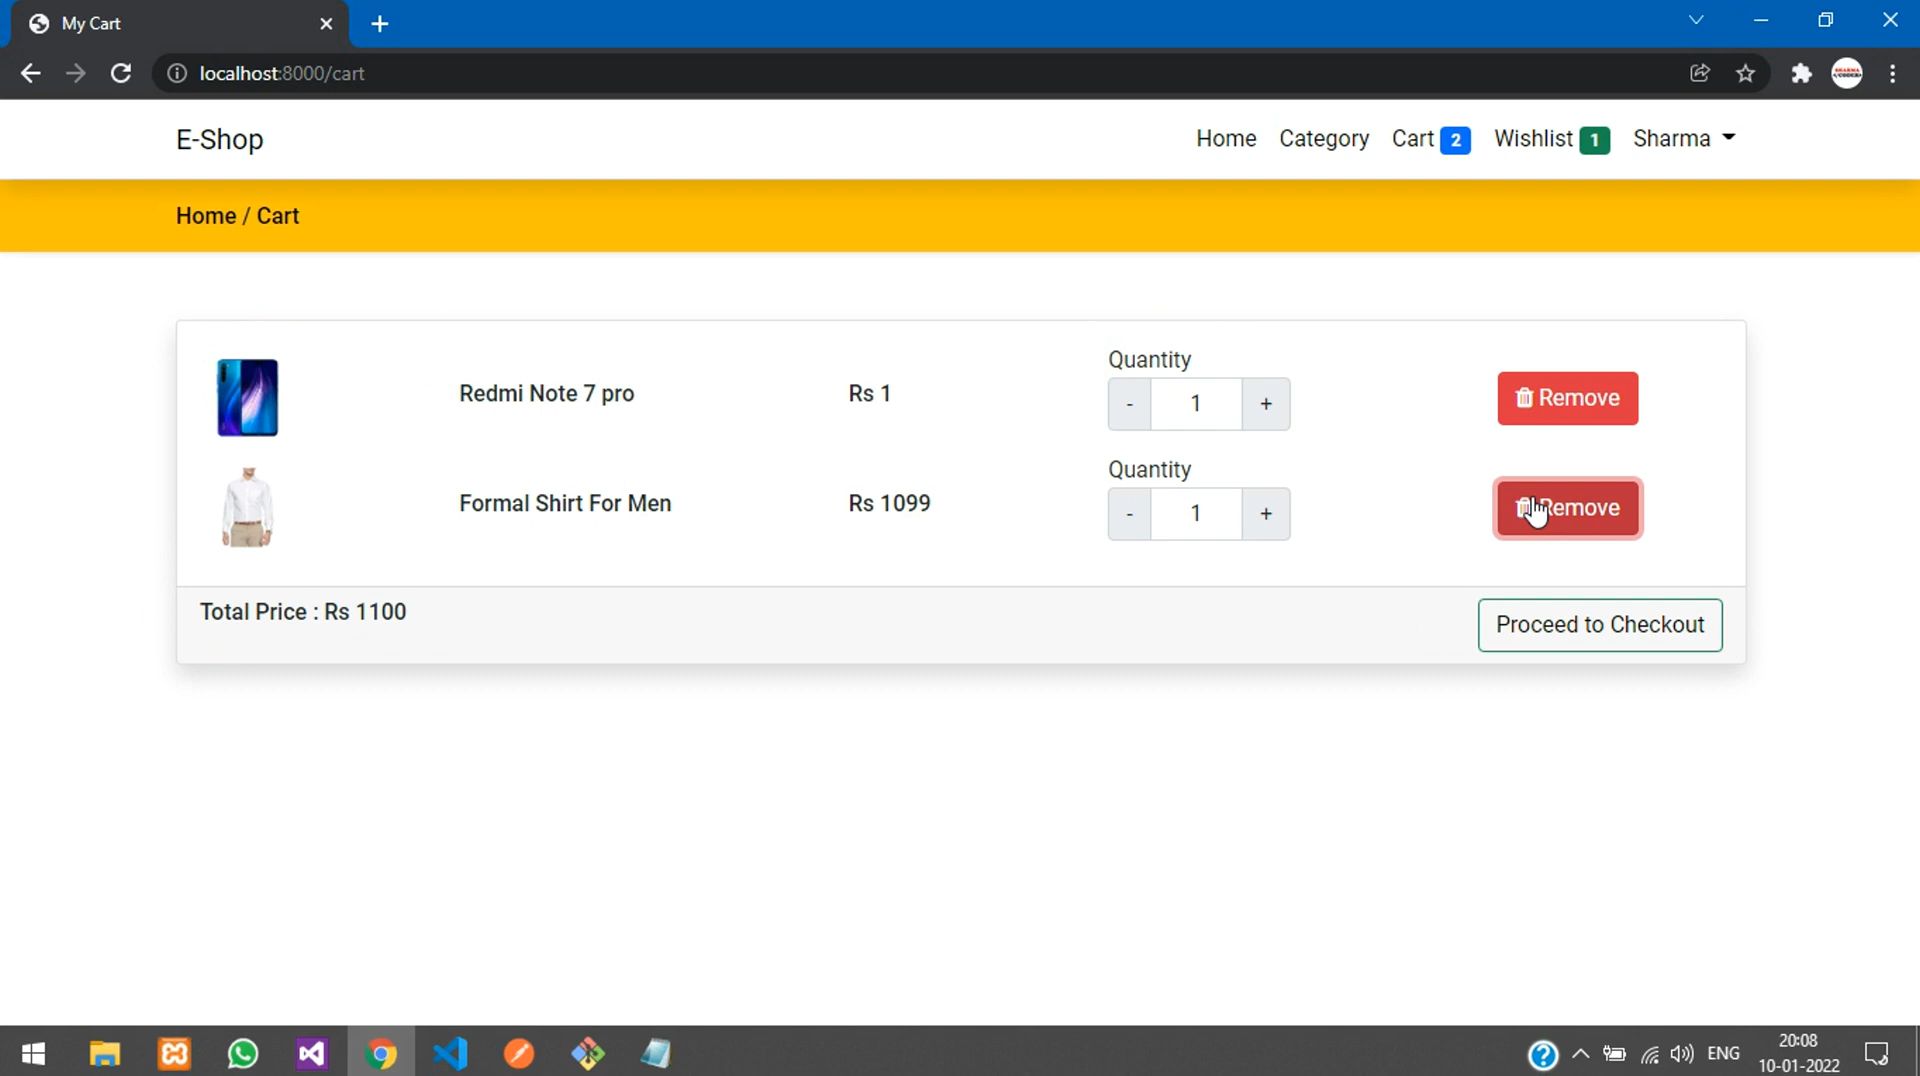 My Cart
localhost:8000/cart
E-Shop
Home Category Cart 2 Wishlist 1 Sharma
Home / Cart
Redmi Note 7 pro Rs 1 Quantity - 1 + Remove
Formal Shirt For Men Rs 1099 Quantity - 1 + Remove
Total Price : Rs 1100 Proceed to Checkout
ENG 20:08
10-01-2022